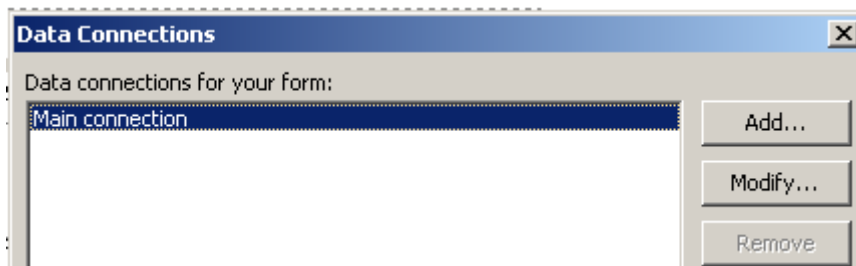 Data Connections
Data connections for your form:
Main connection
Add...
Modify...
Remove